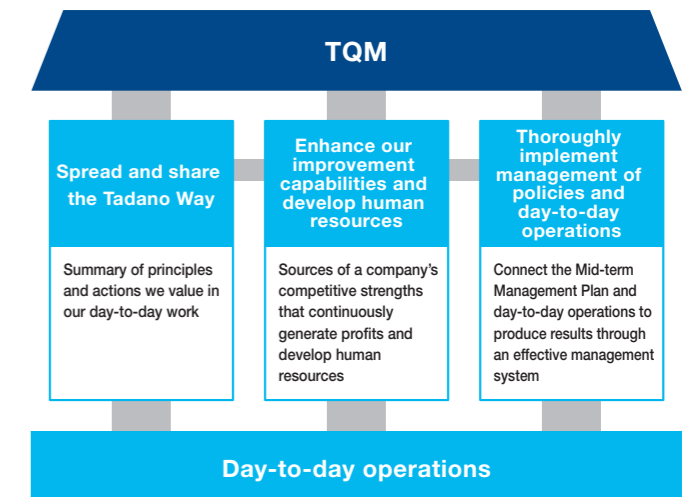 TQM
Spread and share
the Tadano Way
Summary of principles
and actions we value in
our day-to-day work
Enhance our
improvement
capabilities and
develop human
resources
Sources of a company’s
competitive strengths
that continuously
generate profits and
develop human
resources
Thoroughly
implement
management of
policies and
day-to-day
operations
Connect the Mid-term
Management Plan and
day-to-day operations to
produce results through
an effective management
system
Day-to-day operations